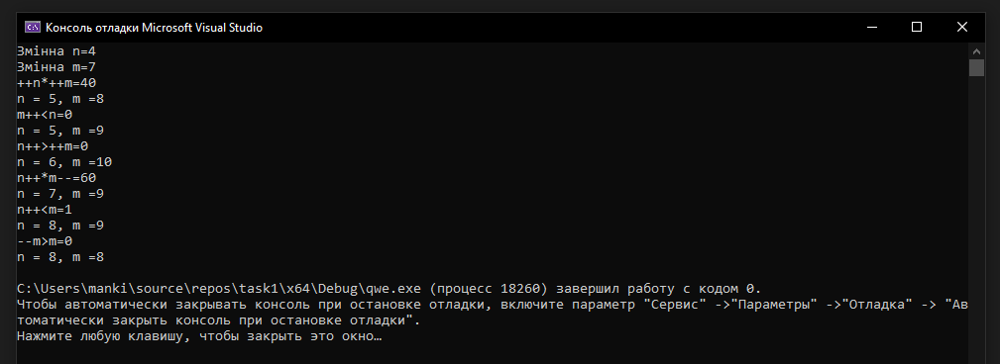 Консоль отладки Microsoft Visual Studio
Змінна n=4
Змінна m=7
++n*++m=40
n = 5, m =8
m++<n=0
n = 5, m =9
n++>++m=0
n = 6, m =10
n++*m--=60
n = 7, m =9
n++<m=1
n = 8, m =9
--m>m=0
n = 8, m =8
C:\Users\manki\source\repos\task1\x64\Debug\qwe.exe (процесс 18260) завершил работу с кодом 0.
Чтобы автоматически закрывать консоль при остановке отладки, включите параметр "Сервис" ->"Параметры" ->"Отладка" -> "Ав
томатически закрыть консоль при остановке отладки".
Нажмите любую клавишу, чтобы закрыть это окно…